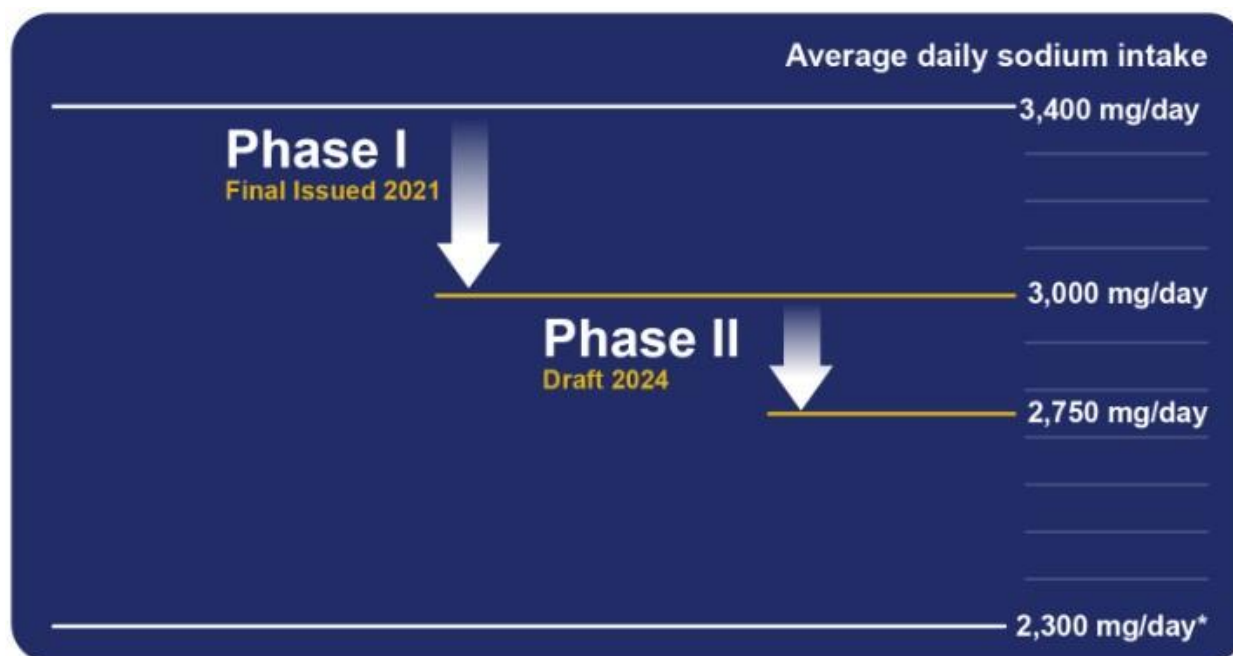 Average daily sodium intake
3,400 mg/day
Phase I
Final Issued 2021
3,000 mg/day
Phase II
Draft 2024
2,750 mg/day
2,300 mg/day*